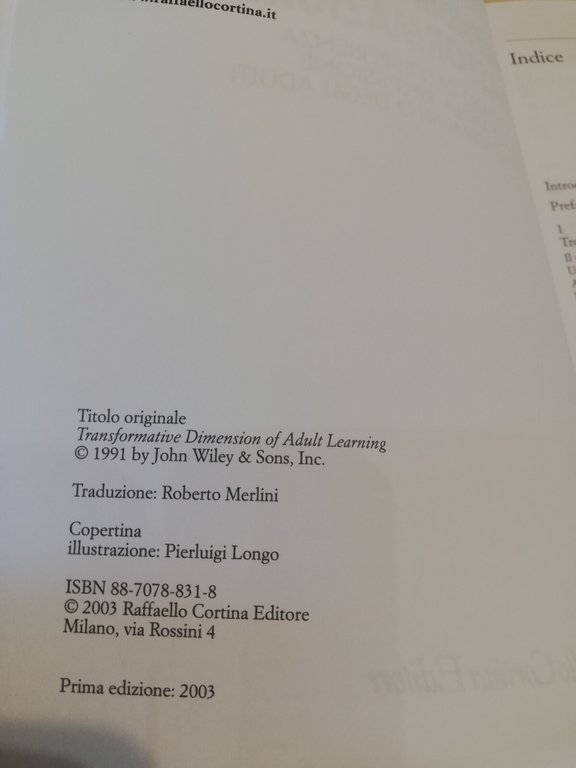 raffaellocortina.it
Titolo originale
Transformative Dimension of Adult Learning
© 1991 by John Wiley & Sons, Inc.
Traduzione: Roberto Merlini
Copertina
illustrazione: Pierluigi Longo
ISBN 88-7078-831-8
© 2003 Raffaello Cortina Editore
Milano, via Rossini 4
Prima edizione: 2003
Indice
1
Il